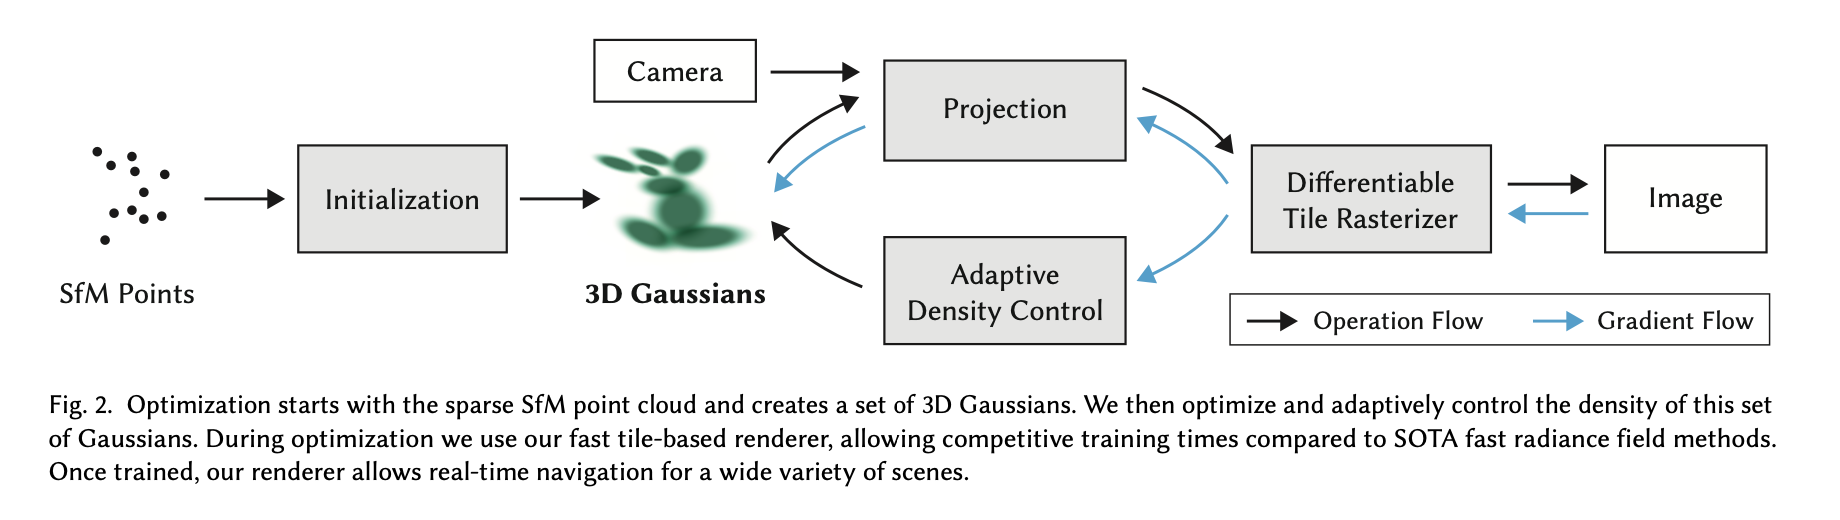 Camera
Projection
Initialization
Differentiable
Tile Rasterizer
Image
SfM Points
3D Gaussians
Adaptive
Density Control
Operation Flow
Gradient Flow
Fig. 2. Optimization starts with the sparse SfM point cloud and creates a set of 3D Gaussians. We then optimize and adaptively control the density of this set
of Gaussians. During optimization we use our fast tile-based renderer, allowing competitive training times compared to SOTA fast radiance field methods.
Once trained, our renderer allows real-time navigation for a wide variety of scenes.